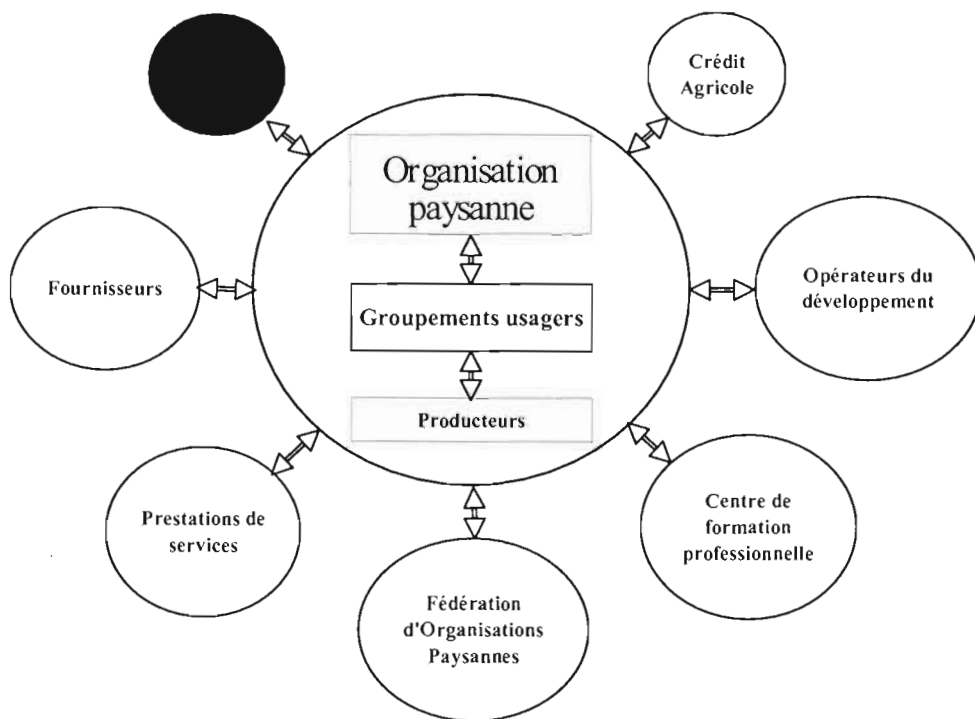 Crédit
Agricole
Organisation
paysanne
Fournisseurs
Groupements usagers
Opérateurs du
développement
Producteurs
Prestations de
services
Centre de
formation
professionnelle
Fédération
d'Organisations
Paysannes